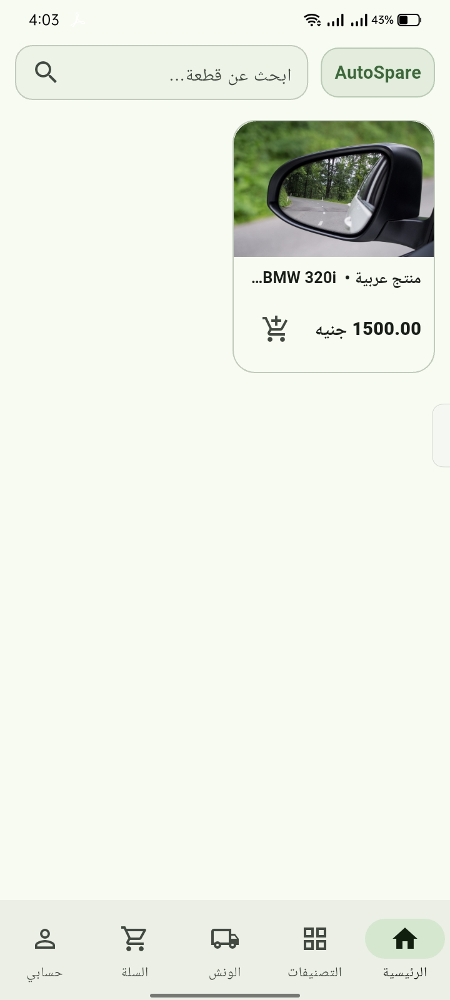 4:03 43%
AutoSpare
ابحث عن قطعة...
منتج عربية • BMW 320i...
1500.00 جنيه
الرئيسية
التصنيفات
الونش
السلة
حسابي